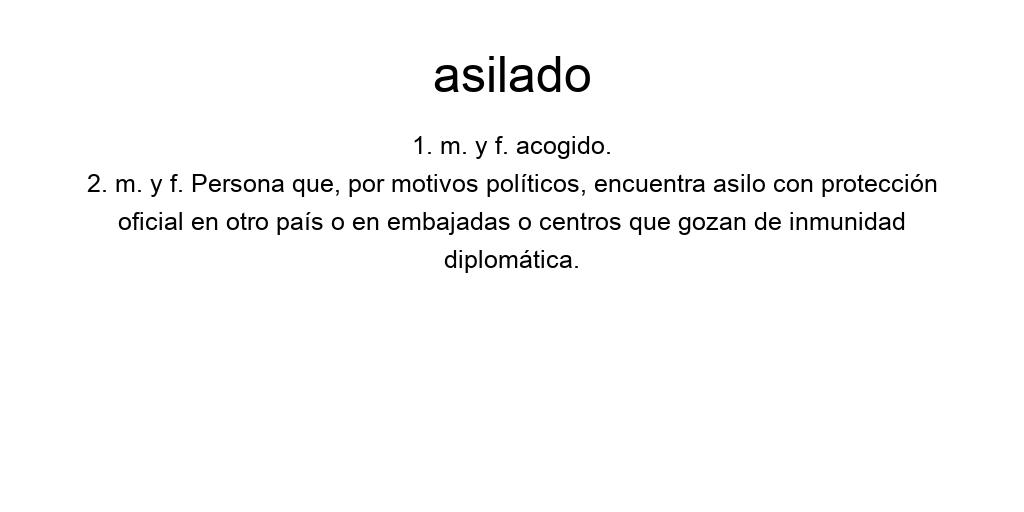 asilado
1. m. y f. acogido.
2. m. y f. Persona que, por motivos políticos, encuentra asilo con protección
oficial en otro país o en embajadas o centros que gozan de inmunidad
diplomática.